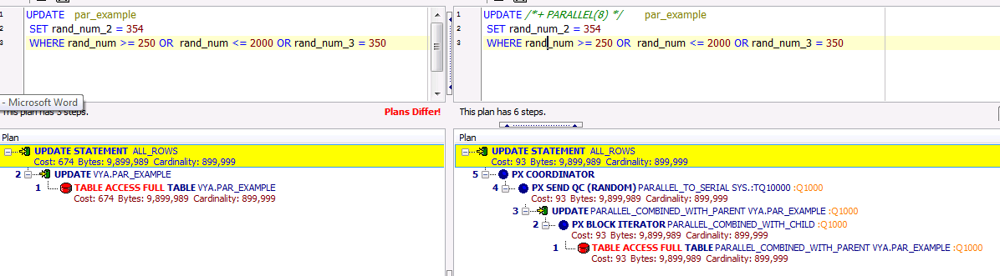 1 UPDATE par_example
2 SET rand_num_2 = 354
3 WHERE rand_num >= 250 OR rand_num <= 2000 OR rand_num_3 = 350
- Microsoft Word
This plan has 3 steps.
Plans Differ!
Plan
UPDATE STATEMENT ALL_ROWS
Cost: 674 Bytes: 9,899,989 Cardinality: 899,999
2 UPDATE VYA.PAR_EXAMPLE
1 TABLE ACCESS FULL TABLE VYA.PAR_EXAMPLE
Cost: 674 Bytes: 9,899,989 Cardinality: 899,999
1 UPDATE /*+ PARALLEL(8) */ par_example
2 SET rand_num_2 = 354
3 WHERE rand_num >= 250 OR rand_num <= 2000 OR rand_num_3 = 350
This plan has 6 steps.
Plan
UPDATE STATEMENT ALL_ROWS
Cost: 93 Bytes: 9,899,989 Cardinality: 899,999
5 PX COORDINATOR
4 PX SEND QC (RANDOM) PARALLEL_TO_SERIAL SYS.:TQ10000 :Q1000
Cost: 93 Bytes: 9,899,989 Cardinality: 899,999
3 UPDATE PARALLEL_COMBINED_WITH_PARENT VYA.PAR_EXAMPLE :Q1000
2 PX BLOCK ITERATOR PARALLEL_COMBINED_WITH_CHILD :Q1000
Cost: 93 Bytes: 9,899,989 Cardinality: 899,999
1 TABLE ACCESS FULL TABLE PARALLEL_COMBINED_WITH_PARENT VYA.PAR_EXAMPLE :Q1000
Cost: 93 Bytes: 9,899,989 Cardinality: 899,999